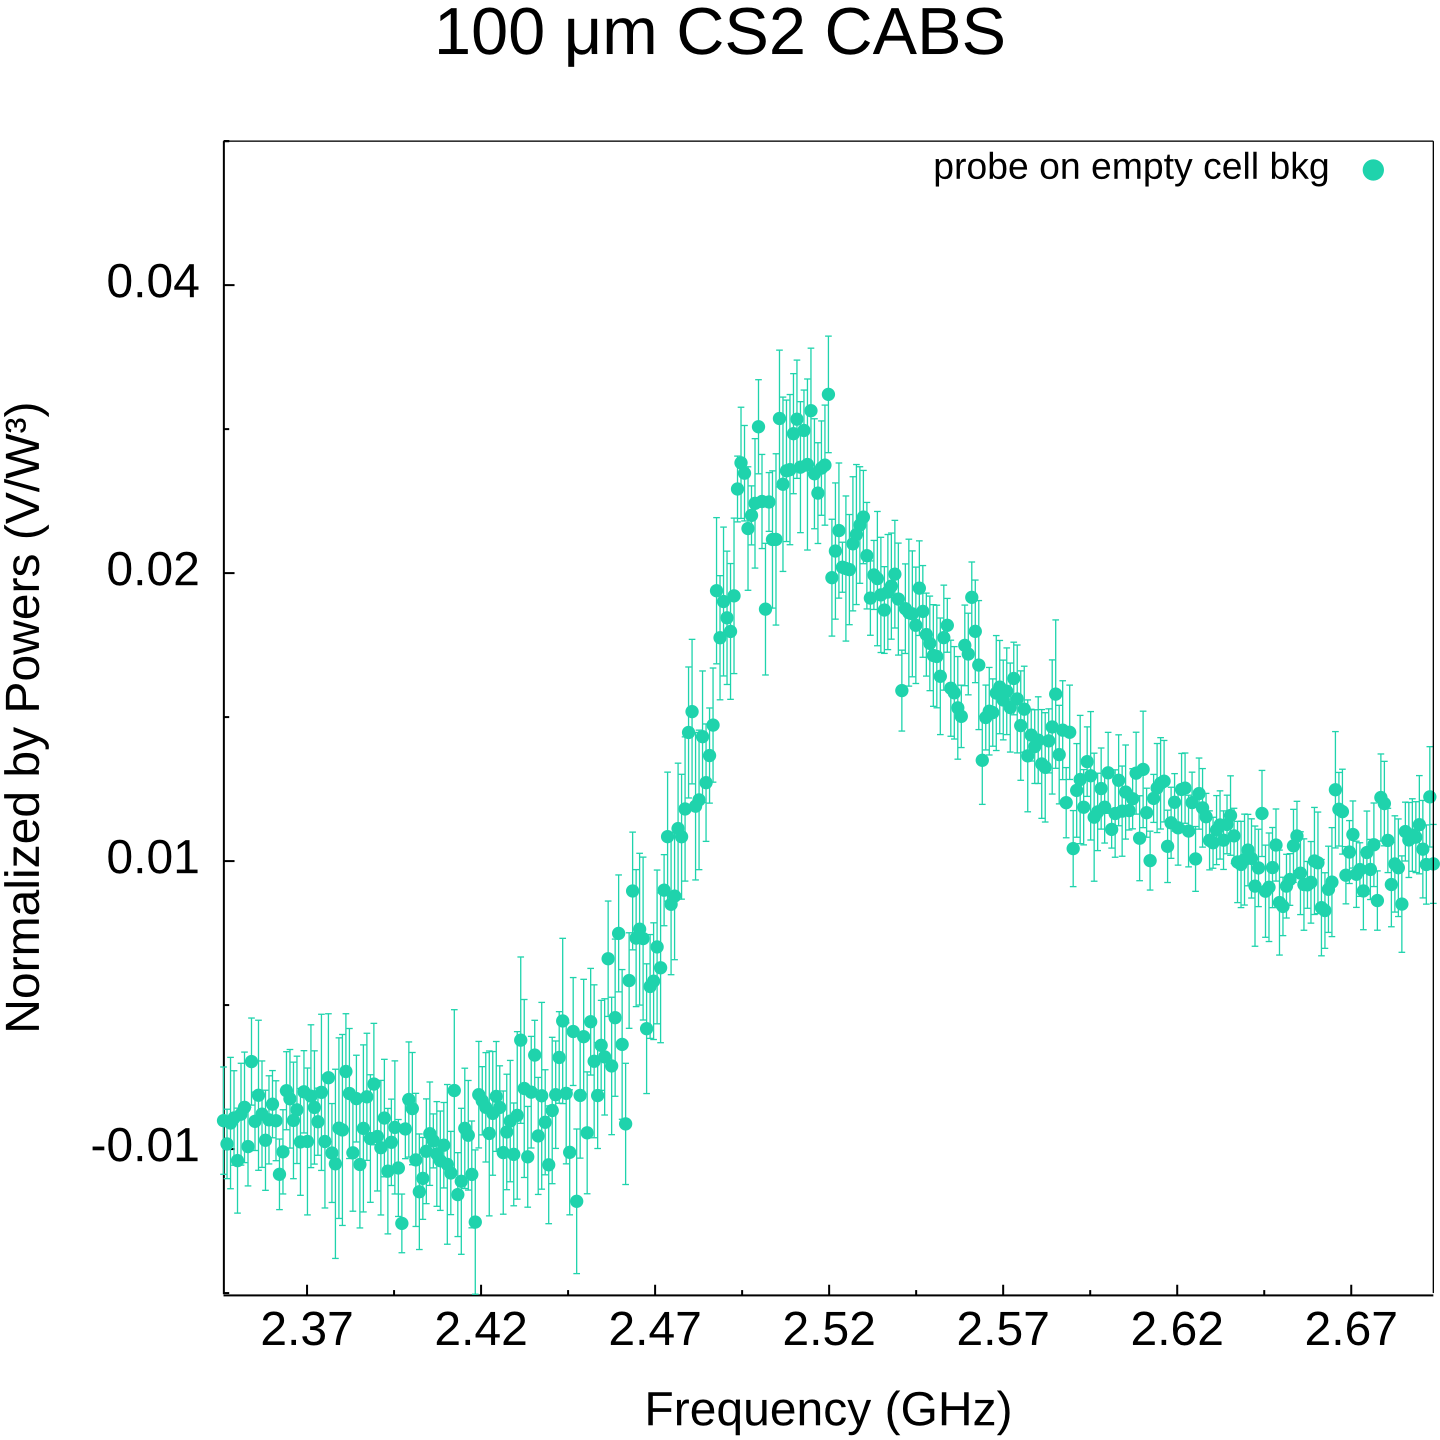 100 μm CS2 CABS
probe on empty cell bkg
Normalized by Powers (V/W³)
0.04
0.02
0.01
-0.01
2.37 2.42 2.47 2.52 2.57 2.62 2.67
Frequency (GHz)